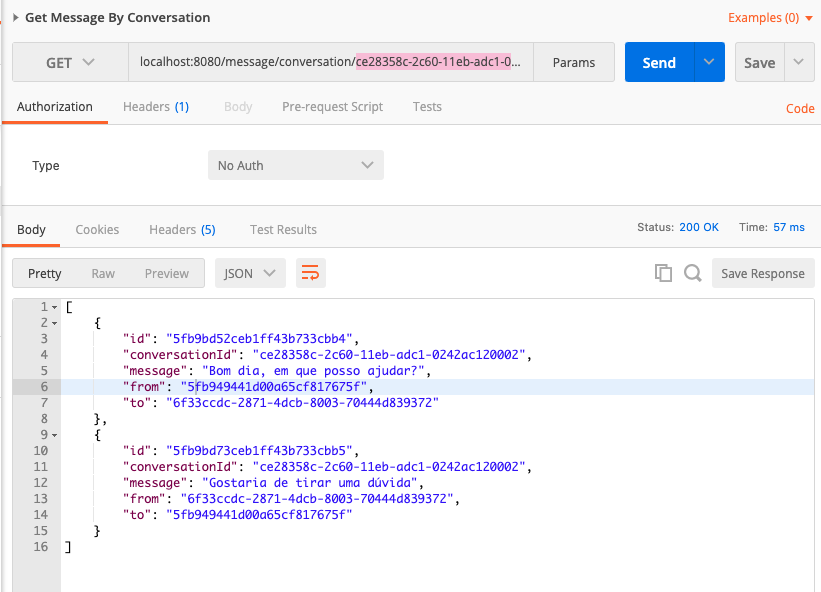 Get Message By Conversation
Examples (0)
GET
localhost:8080/message/conversation/ce28358c-2c60-11eb-adc1-0...
Params
Send
Save
Authorization
Headers (1)
Body
Pre-request Script
Tests
Code
Type
No Auth
Body
Cookies
Headers (5)
Test Results
Status: 200 OK
Time: 57 ms
Pretty
Raw
Preview
JSON
Save Response
1 [
2 {
3 "id": "5fb9bd52ceb1ff43b733cbb4",
4 "conversationId": "ce28358c-2c60-11eb-adc1-0242ac120002",
5 "message": "Bom dia, em que posso ajudar?",
6 "from": "5fb949441d00a65cf817675f",
7 "to": "6f33ccdc-2871-4dcb-8003-70444d839372"
8 },
9 {
10 "id": "5fb9bd73ceb1ff43b733cbb5",
11 "conversationId": "ce28358c-2c60-11eb-adc1-0242ac120002",
12 "message": "Gostaria de tirar uma dúvida",
13 "from": "6f33ccdc-2871-4dcb-8003-70444d839372",
14 "to": "5fb949441d00a65cf817675f"
15 }
16 ]